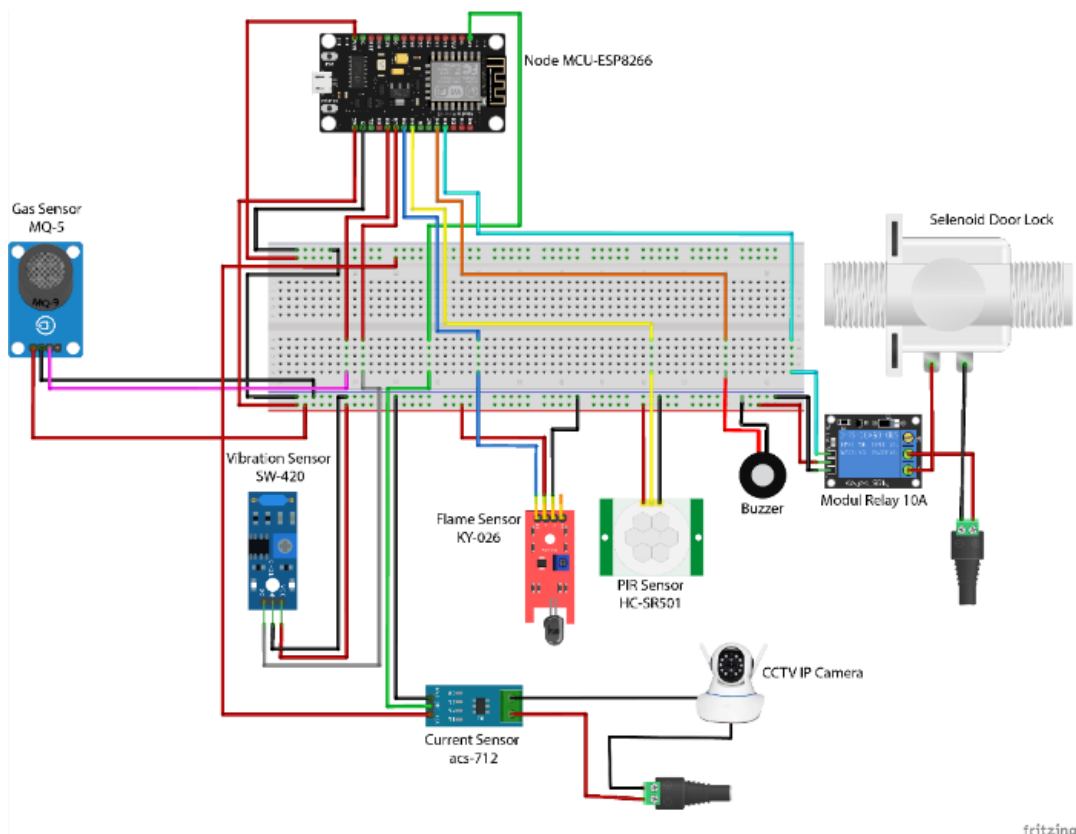 Node MCU-ESP8266
Gas Sensor
MQ-5
MQ-9
Selenoid Door Lock
Vibration Sensor
SW-420
Flame Sensor
KY-026
PIR Sensor
HC-SR501
Buzzer
Modul Relay 10A
CCTV IP Camera
Current Sensor
acs-712
fritzing